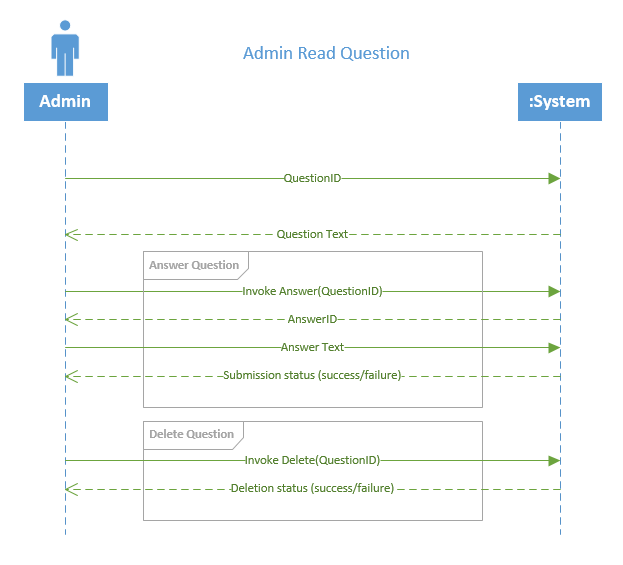 Admin Read Question
Admin
:System
QuestionID
Question Text
Answer Question
Invoke Answer(QuestionID)
AnswerID
Answer Text
Submission status (success/failure)
Delete Question
Invoke Delete(QuestionID)
Deletion status (success/failure)